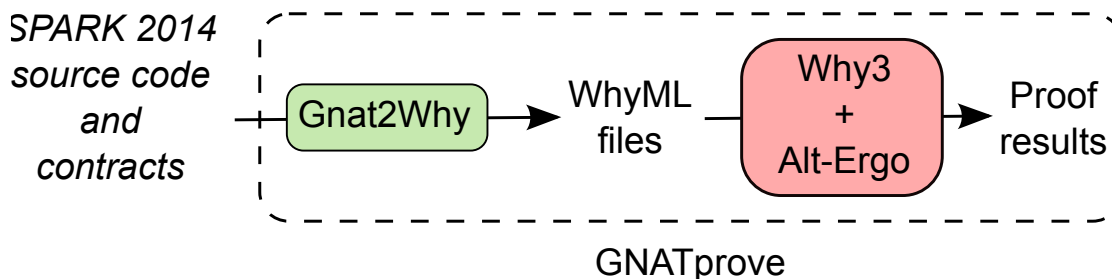 SPARK 2014
source code
and
contracts
Gnat2Why
WhyML
files
Why3
+
Alt-Ergo
Proof
results
GNATprove